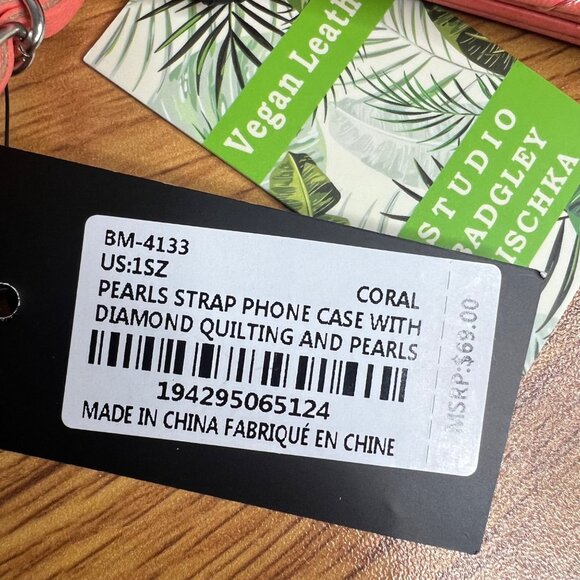 Vegan Leath
STUDIO
BADGLEY
MISCHKA
BM-4133
US:1SZ
CORAL
PEARLS STRAP PHONE CASE WITH
DIAMOND QUILTING AND PEARLS
194295065124
MADE IN CHINA FABRIQUÉ EN CHINE
MSRP:$69.00